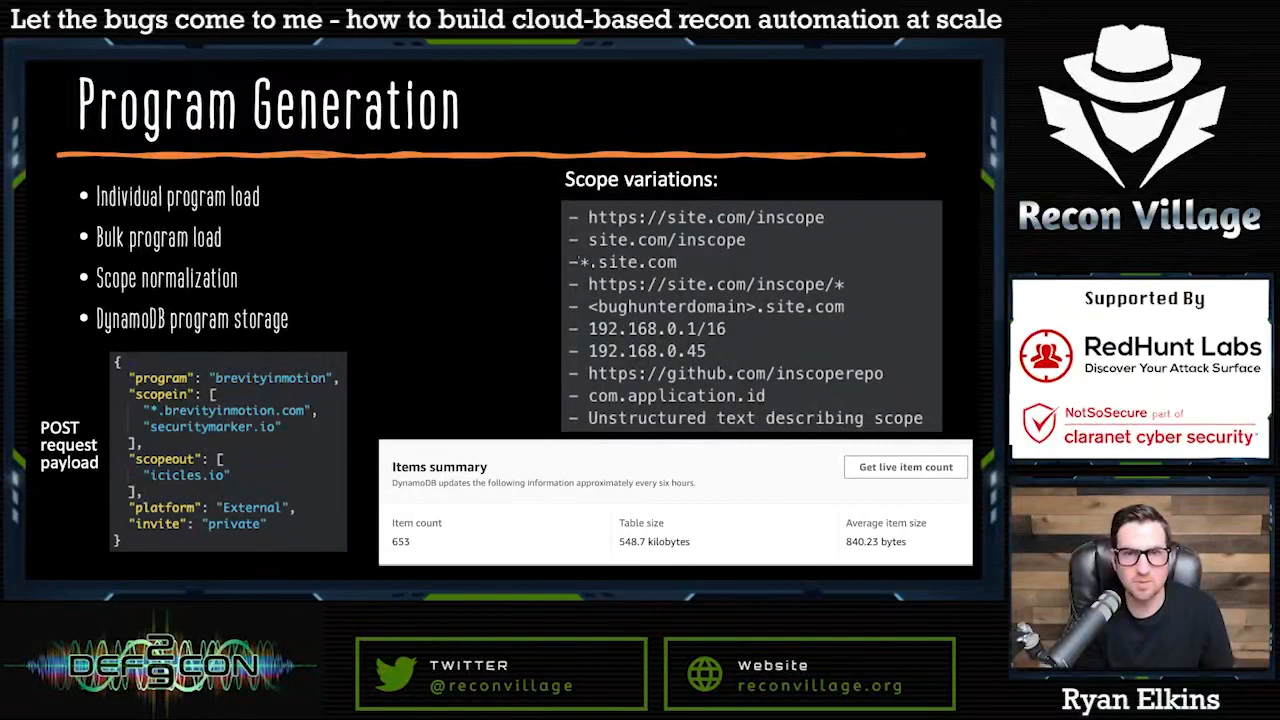 Let the bugs come to me - how to build cloud-based recon automation at scale
Program Generation
• Individual program load
• Bulk program load
• Scope normalization
• DynamoDB program storage
POST
request
payload
{
"program": "brevityinmotion",
"scopein": [
"*.brevityinmotion.com",
"securitymarker.io"
],
"scopeout": [
"icicles.io"
],
"platform": "External",
"invite": "private"
}
Scope variations:
- https://site.com/inscope
- site.com/inscope
-*.site.com
- https://site.com/inscope/*
- <bughunterdomain>.site.com
- 192.168.0.1/16
- 192.168.0.45
- https://github.com/inscoperepo
- com.application.id
- Unstructured text describing scope
Items summary
Get live item count
DynamoDB updates the following information approximately every six hours.
Item count
653
Table size
548.7 kilobytes
Average item size
840.23 bytes
Recon Village
Supported By
RedHunt Labs
Discover Your Attack Surface
NotSoSecure part of
claranet cyber security
Ryan Elkins
DEF CON
29
TWITTER
@reconvillage
Website
reconvillage.org